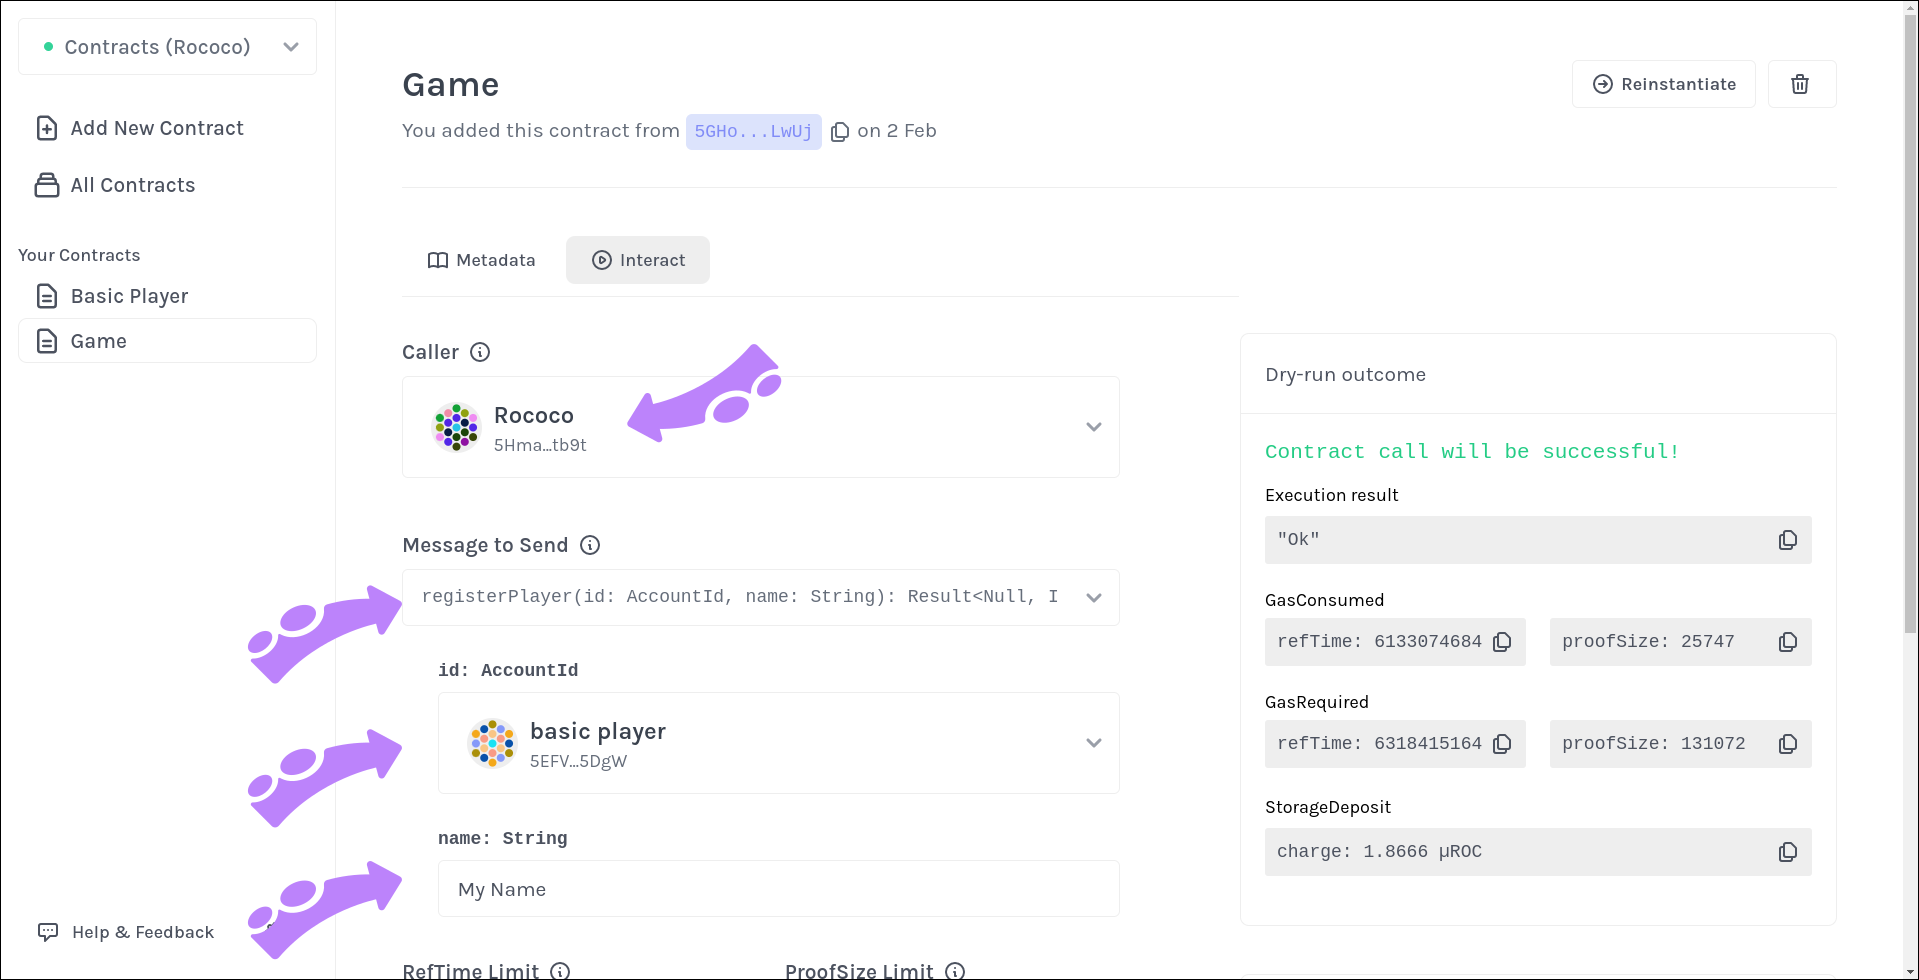 Contracts (Rococo)
Add New Contract
All Contracts
Your Contracts
Basic Player
Game
Help & Feedback
Game
You added this contract from 5GHo...LwUj on 2 Feb
Reinstantiate
Metadata
Interact
Caller
Rococo
5Hma...tb9t
Message to Send
registerPlayer(id: AccountId, name: String): Result<Null, I
id: AccountId
basic player
5EFV...5DgW
name: String
My Name
RefTime Limit
ProofSize Limit
Dry-run outcome
Contract call will be successful!
Execution result
"Ok"
GasConsumed
refTime: 6133074684
proofSize: 25747
GasRequired
refTime: 6318415164
proofSize: 131072
StorageDeposit
charge: 1.8666 µROC